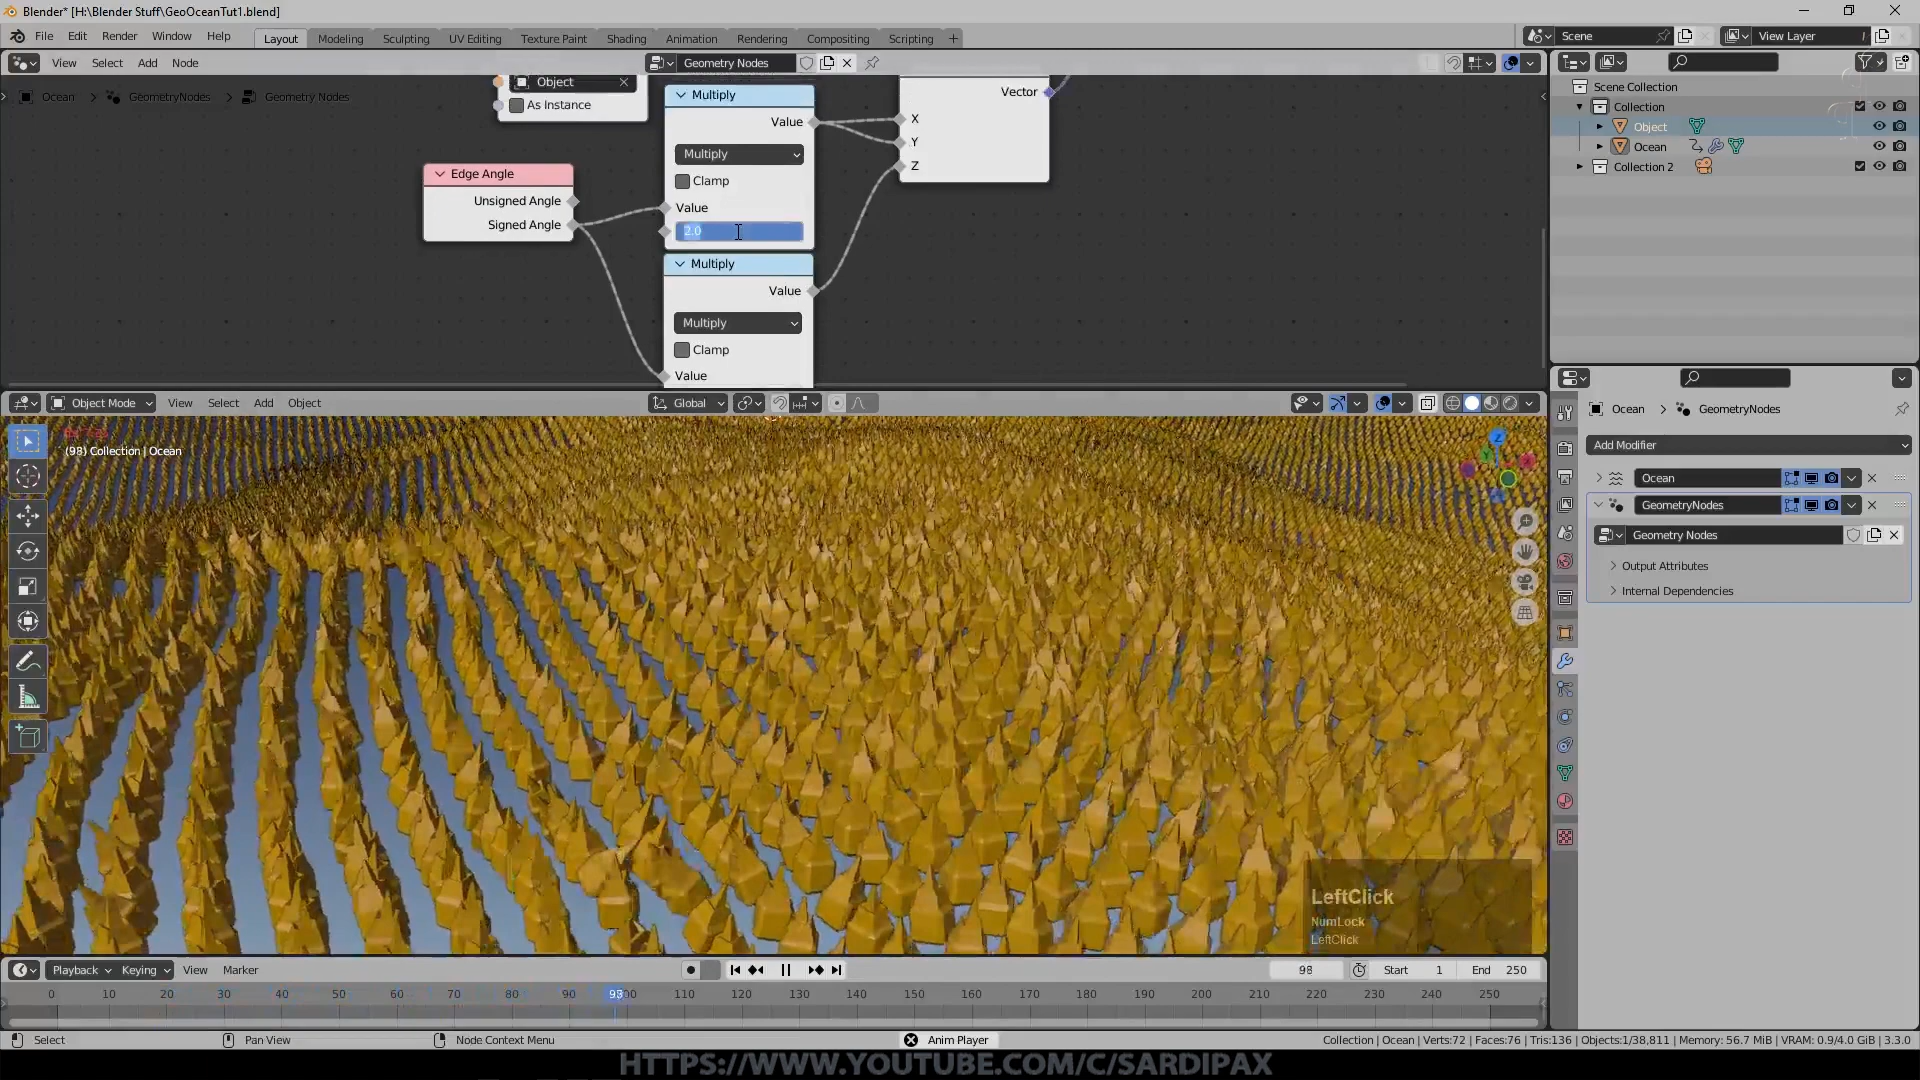 Blender* [H:\Blender Stuff\GeoOceanTut1.blend]
File Edit Render Window Help Layout Modeling Sculpting UV Editing Texture Paint Shading Animation Rendering Compositing Scripting + Scene View Layer
View Select Add Node Geometry Nodes
Ocean > GeometryNodes > Geometry Nodes
Object
As Instance
Multiply
Value
Multiply
Clamp
Value
2.0
Vector
X
Y
Z
Edge Angle
Unsigned Angle
Signed Angle
Multiply
Value
Multiply
Clamp
Value
Scene Collection
Collection
Object
Ocean
Collection 2
Object Mode View Select Add Object Global
(98) Collection | Ocean
Ocean > GeometryNodes
Add Modifier
Ocean
GeometryNodes
Geometry Nodes
Output Attributes
Internal Dependencies
LeftClick
NumLock
LeftClick
Playback Keying View Marker 98 Start 1 End 250
0 10 20 30 40 50 60 70 80 90 98 100 110 120 130 140 150 160 170 180 190 200 210 220 230 240 250
Select Pan View Node Context Menu Anim Player Collection | Ocean | Verts:72 | Faces:76 | Tris:136 | Objects:1/38,811 | Memory: 56.7 MiB | VRAM: 0.9/4.0 GiB | 3.3.0
HTTPS://WWW.YOUTUBE.COM/C/SARDIPAX